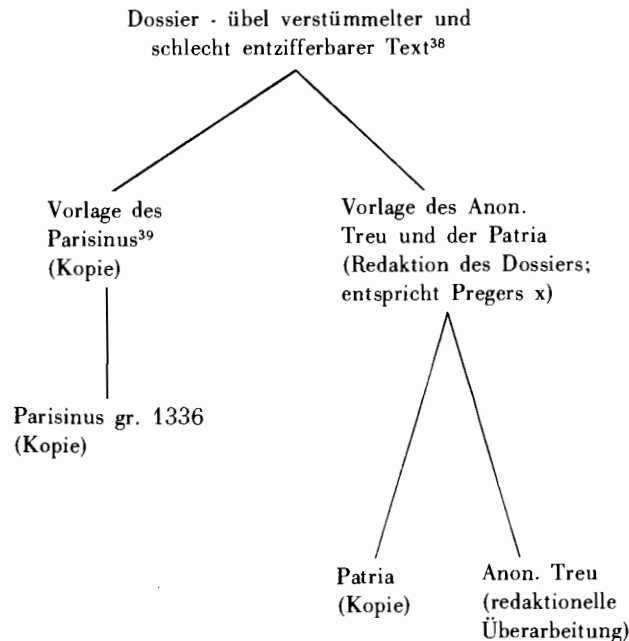 Dossier - übel verstümmelter und
schlecht entzifferbarer Text³⁸
Vorlage des
Parisinus³⁹
(Kopie)
Vorlage des Anon.
Treu und der Patria
(Redaktion des Dossiers;
entspricht Pregers x)
Parisinus gr. 1336
(Kopie)
Patria
(Kopie)
Anon. Treu
(redaktionelle
Überarbeitung)